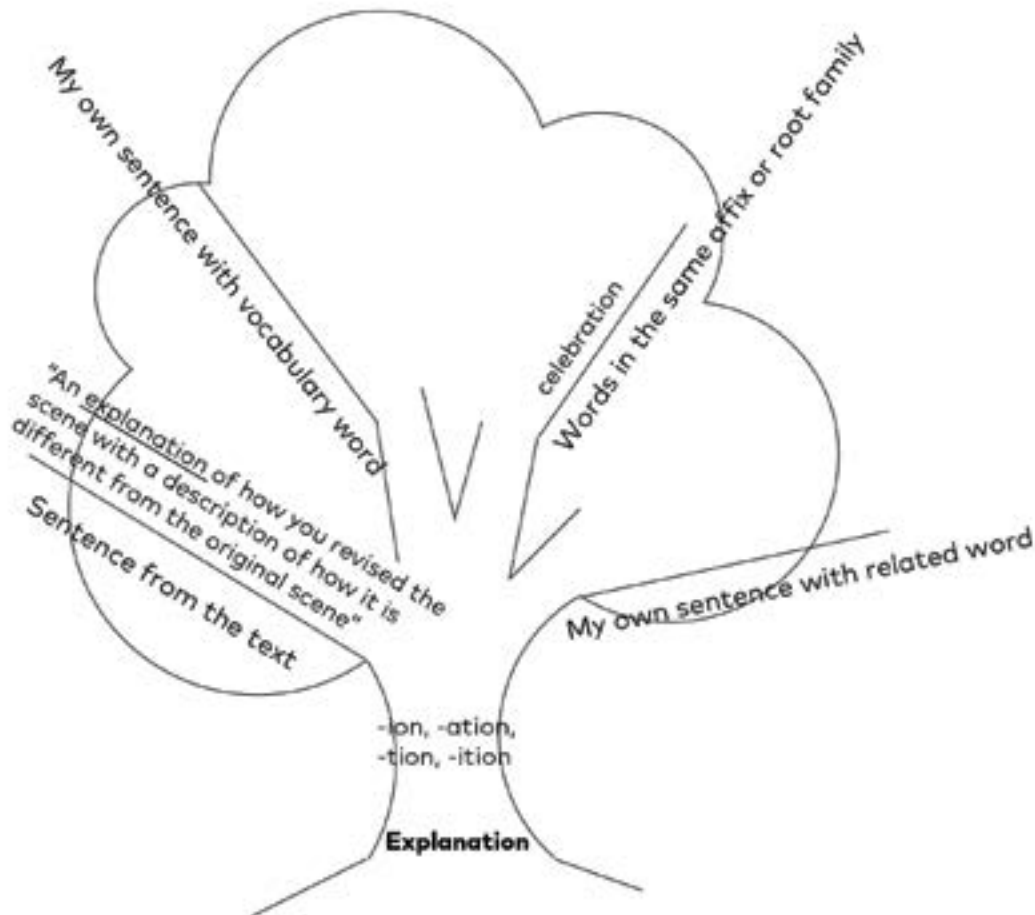 My own sentence with vocabulary word
celebration
Words in the same affix or root family
"An explanation of how you revised the
scene with a description of how it is
different from the original scene"
Sentence from the text
My own sentence with related word
-ion, -ation,
-tion, -ition
Explanation